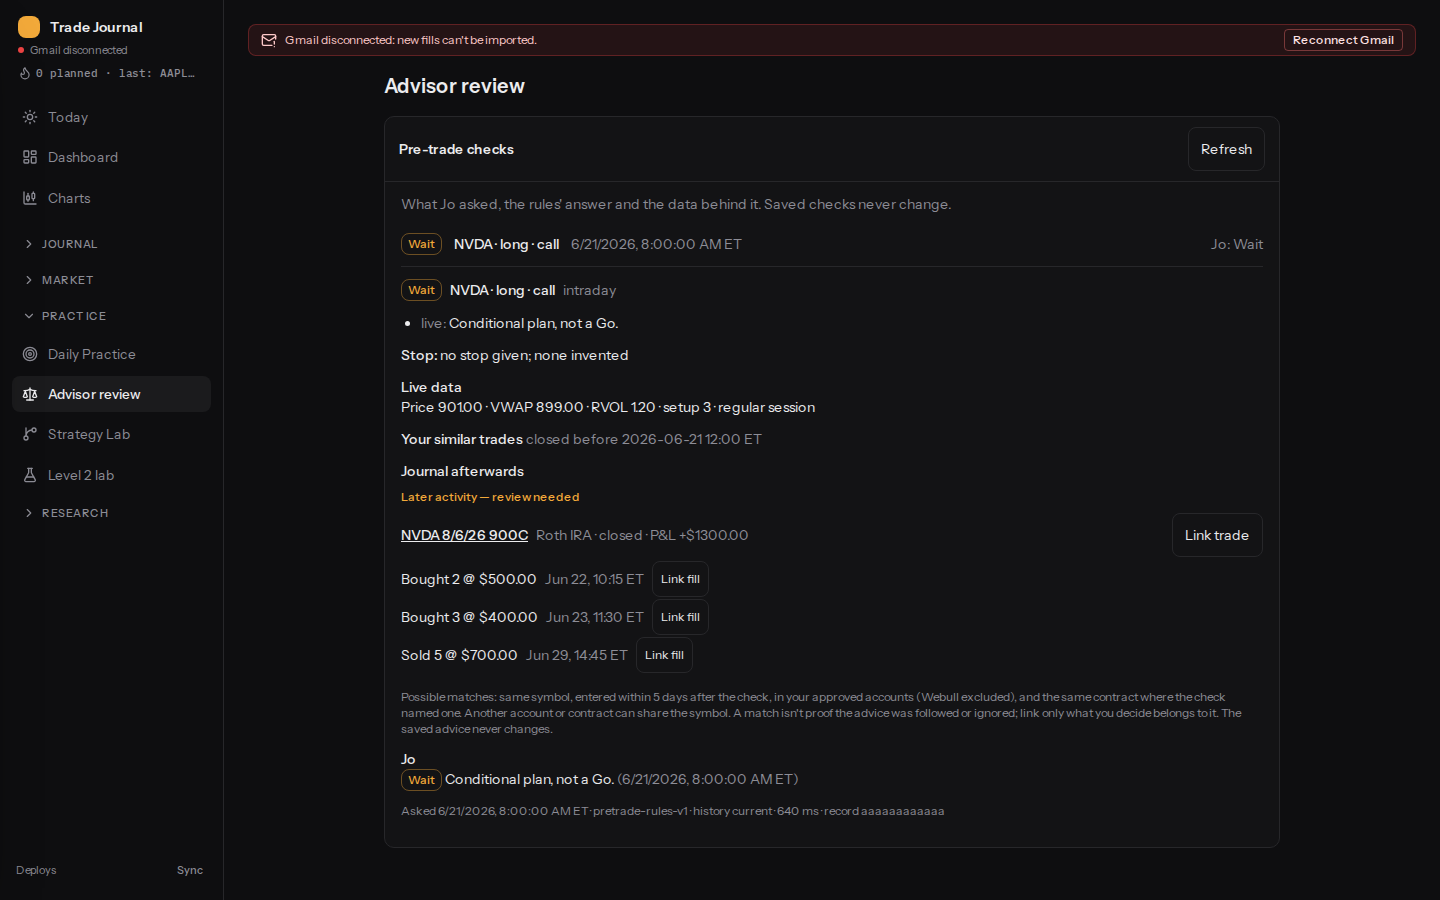 Trade Journal
Gmail disconnected
0 planned · last: AAPL…
Today
Dashboard
Charts
JOURNAL
MARKET
PRACTICE
Daily Practice
Advisor review
Strategy Lab
Level 2 lab
RESEARCH
Deploys
Sync
Gmail disconnected: new fills can't be imported.
Reconnect Gmail
Advisor review
Pre-trade checks
Refresh
What Jo asked, the rules' answer and the data behind it. Saved checks never change.
Wait NVDA · long · call 6/21/2026, 8:00:00 AM ET Jo: Wait
Wait NVDA · long · call intraday
• live: Conditional plan, not a Go.
Stop: no stop given; none invented
Live data
Price 901.00 · VWAP 899.00 · RVOL 1.20 · setup 3 · regular session
Your similar trades closed before 2026-06-21 12:00 ET
Journal afterwards
Later activity — review needed
NVDA 8/6/26 900C Roth IRA · closed · P&L +$1300.00 Link trade
Bought 2 @ $500.00 Jun 22, 10:15 ET Link fill
Bought 3 @ $400.00 Jun 23, 11:30 ET Link fill
Sold 5 @ $700.00 Jun 29, 14:45 ET Link fill
Possible matches: same symbol, entered within 5 days after the check, in your approved accounts (Webull excluded), and the same contract where the check
named one. Another account or contract can share the symbol. A match isn't proof the advice was followed or ignored; link only what you decide belongs to it. The
saved advice never changes.
Jo
Wait Conditional plan, not a Go. (6/21/2026, 8:00:00 AM ET)
Asked 6/21/2026, 8:00:00 AM ET · pretrade-rules-v1 · history current · 640 ms · record aaaaaaaaaaaa